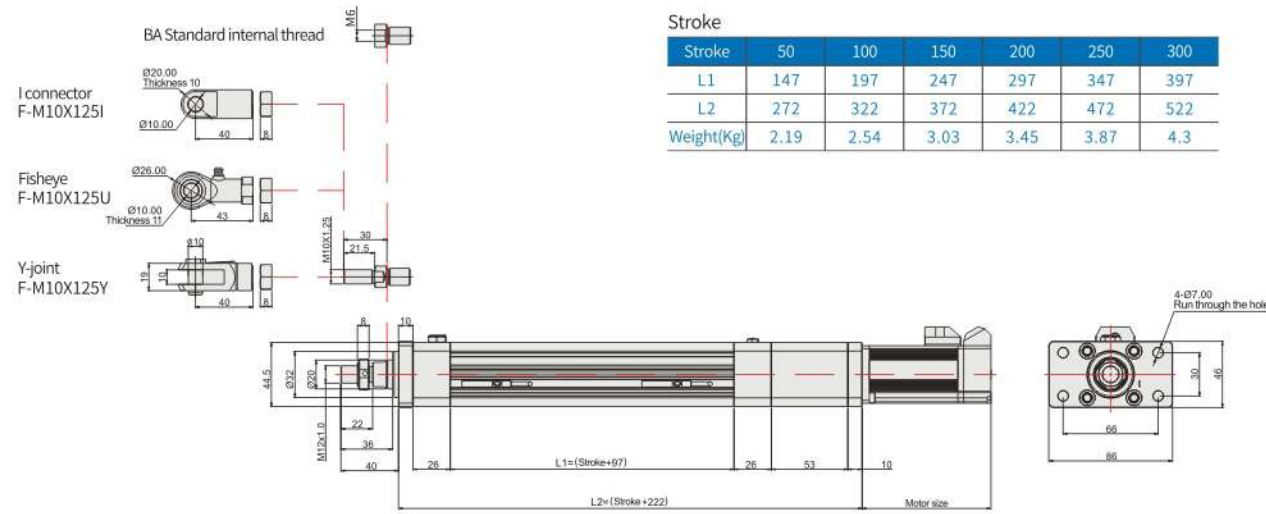 BA Standard internal thread
M6
I connector
F-M10X125I
Ø20.00
Thickness 10
Ø10.00
40
8
Fisheye
F-M10X125U
Ø26.00
Ø10.00
Thickness 11
43
8
Y-joint
F-M10X125Y
ø10
19
10
40
8
M10X1.25
30
21.5
Stroke
Stroke 50 100 150 200 250 300
L1 147 197 247 297 347 397
L2 272 322 372 422 472 522
Weight(Kg) 2.19 2.54 3.03 3.45 3.87 4.3
8
10
44.5
Ø32
Ø20
M12x1.0
22
36
40
26
L1=(Stroke+97)
26
53
10
L2=(Stroke+222)
Motor size
4-Ø7.00
Run through the hole
30
46
66
86